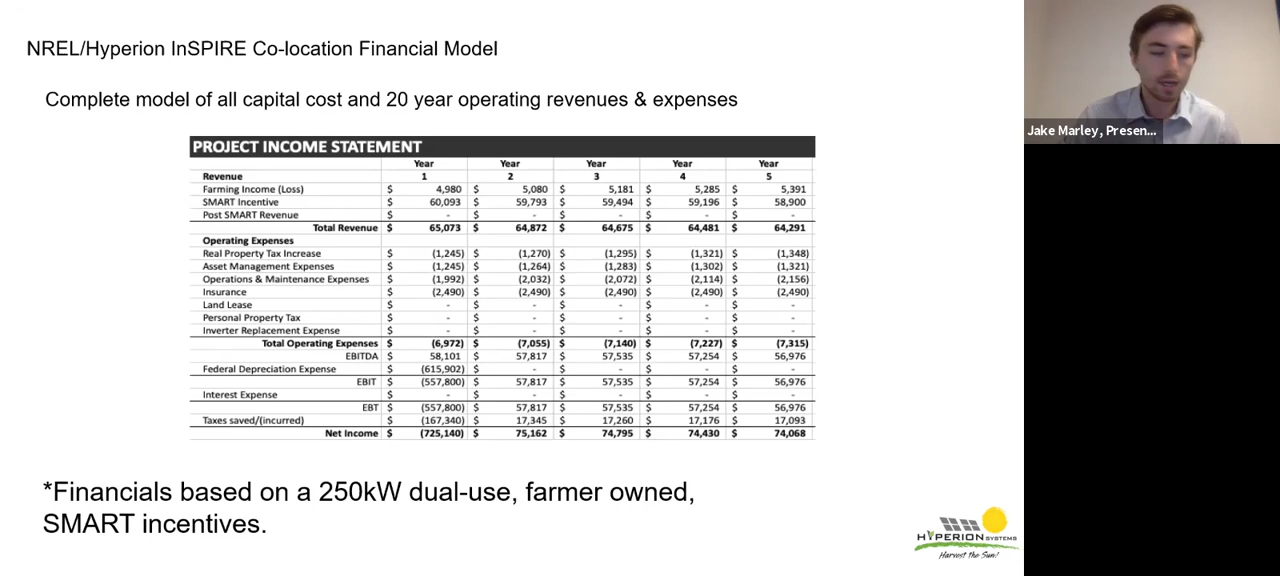 NREL/Hyperion InSPIRE Co-location Financial Model
Complete model of all capital cost and 20 year operating revenues & expenses
PROJECT INCOME STATEMENT
Year Year Year Year Year
Revenue 1 2 3 4 5
Farming Income (Loss) $ 4,980 $ 5,080 $ 5,181 $ 5,285 $ 5,391
SMART Incentive $ 60,093 $ 59,793 $ 59,494 $ 59,196 $ 58,900
Post SMART Revenue $ - $ - $ - $ - $ -
Total Revenue $ 65,073 $ 64,872 $ 64,675 $ 64,481 $ 64,291
Operating Expenses
Real Property Tax Increase $ (1,245) $ (1,270) $ (1,295) $ (1,321) $ (1,348)
Asset Management Expenses $ (1,245) $ (1,264) $ (1,283) $ (1,302) $ (1,321)
Operations & Maintenance Expenses $ (1,992) $ (2,032) $ (2,072) $ (2,114) $ (2,156)
Insurance $ (2,490) $ (2,490) $ (2,490) $ (2,490) $ (2,490)
Land Lease $ - $ - $ - $ - $ -
Personal Property Tax $ - $ - $ - $ - $ -
Inverter Replacement Expense $ - $ - $ - $ - $ -
Total Operating Expenses $ (6,972) $ (7,055) $ (7,140) $ (7,227) $ (7,315)
EBITDA $ 58,101 $ 57,817 $ 57,535 $ 57,254 $ 56,976
Federal Depreciation Expense $ (615,902) $ - $ - $ - $ -
EBIT $ (557,800) $ 57,817 $ 57,535 $ 57,254 $ 56,976
Interest Expense $ - $ - $ - $ - $ -
EBT $ (557,800) $ 57,817 $ 57,535 $ 57,254 $ 56,976
Taxes saved/(incurred) $ (167,340) $ 17,345 $ 17,260 $ 17,176 $ 17,093
Net Income $ (725,140) $ 75,162 $ 74,795 $ 74,430 $ 74,068
*Financials based on a 250kW dual-use, farmer owned,
SMART incentives.
HYPERION SYSTEMS
Harvest the Sun!
Jake Marley, Presen...